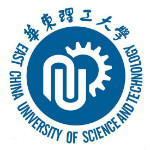 華東理工大學
EAST CHINA UNIVERSITY OF SCIENCE AND TECHNOLOGY